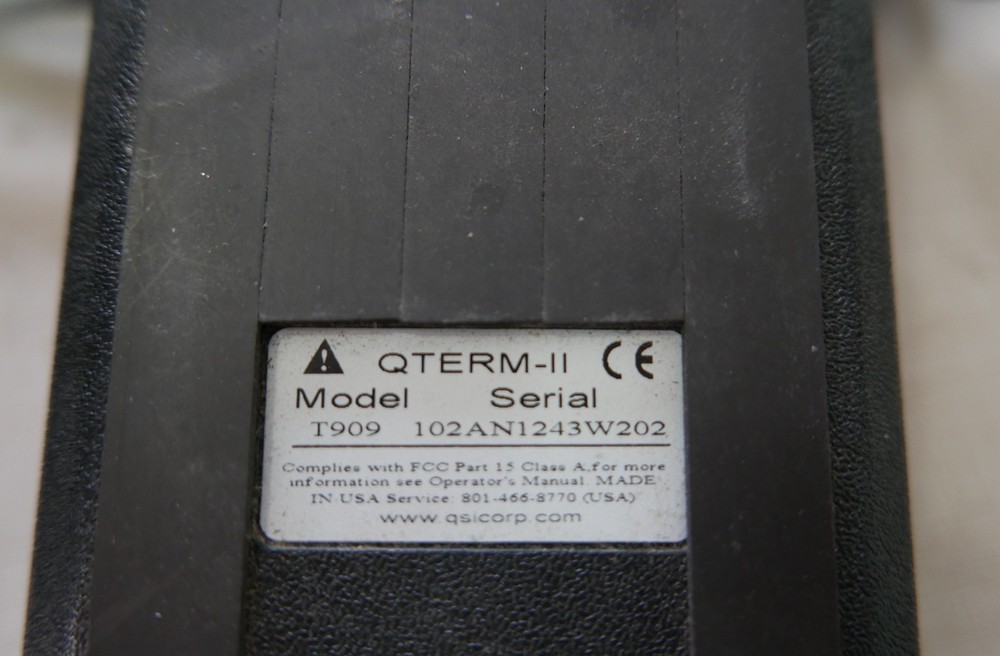 QTERM-II CE
Model Serial
T909 102AN1243W202
Complies with FCC Part 15 Class A,for more
information see Operator's Manual. MADE
IN USA Service: 801-466-8770 (USA)
www.qsicorp.com